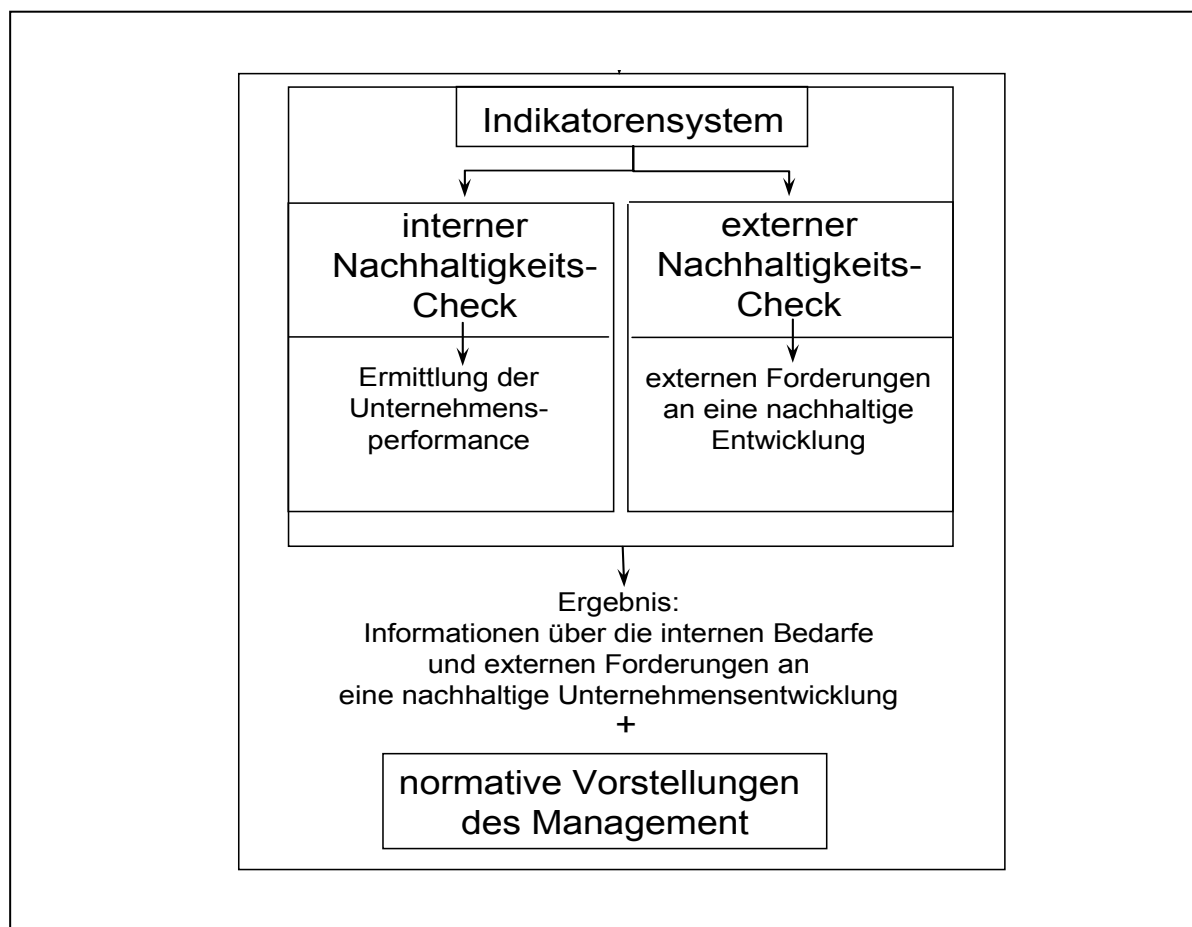 Indikatorensystem
interner
Nachhaltigkeits-
Check
Ermittlung der
Unternehmens-
performance
externer
Nachhaltigkeits-
Check
externen Forderungen
an eine nachhaltige
Entwicklung
Ergebnis:
Informationen über die internen Bedarfe
und externen Forderungen an
eine nachhaltige Unternehmensentwicklung
+
normative Vorstellungen
des Management